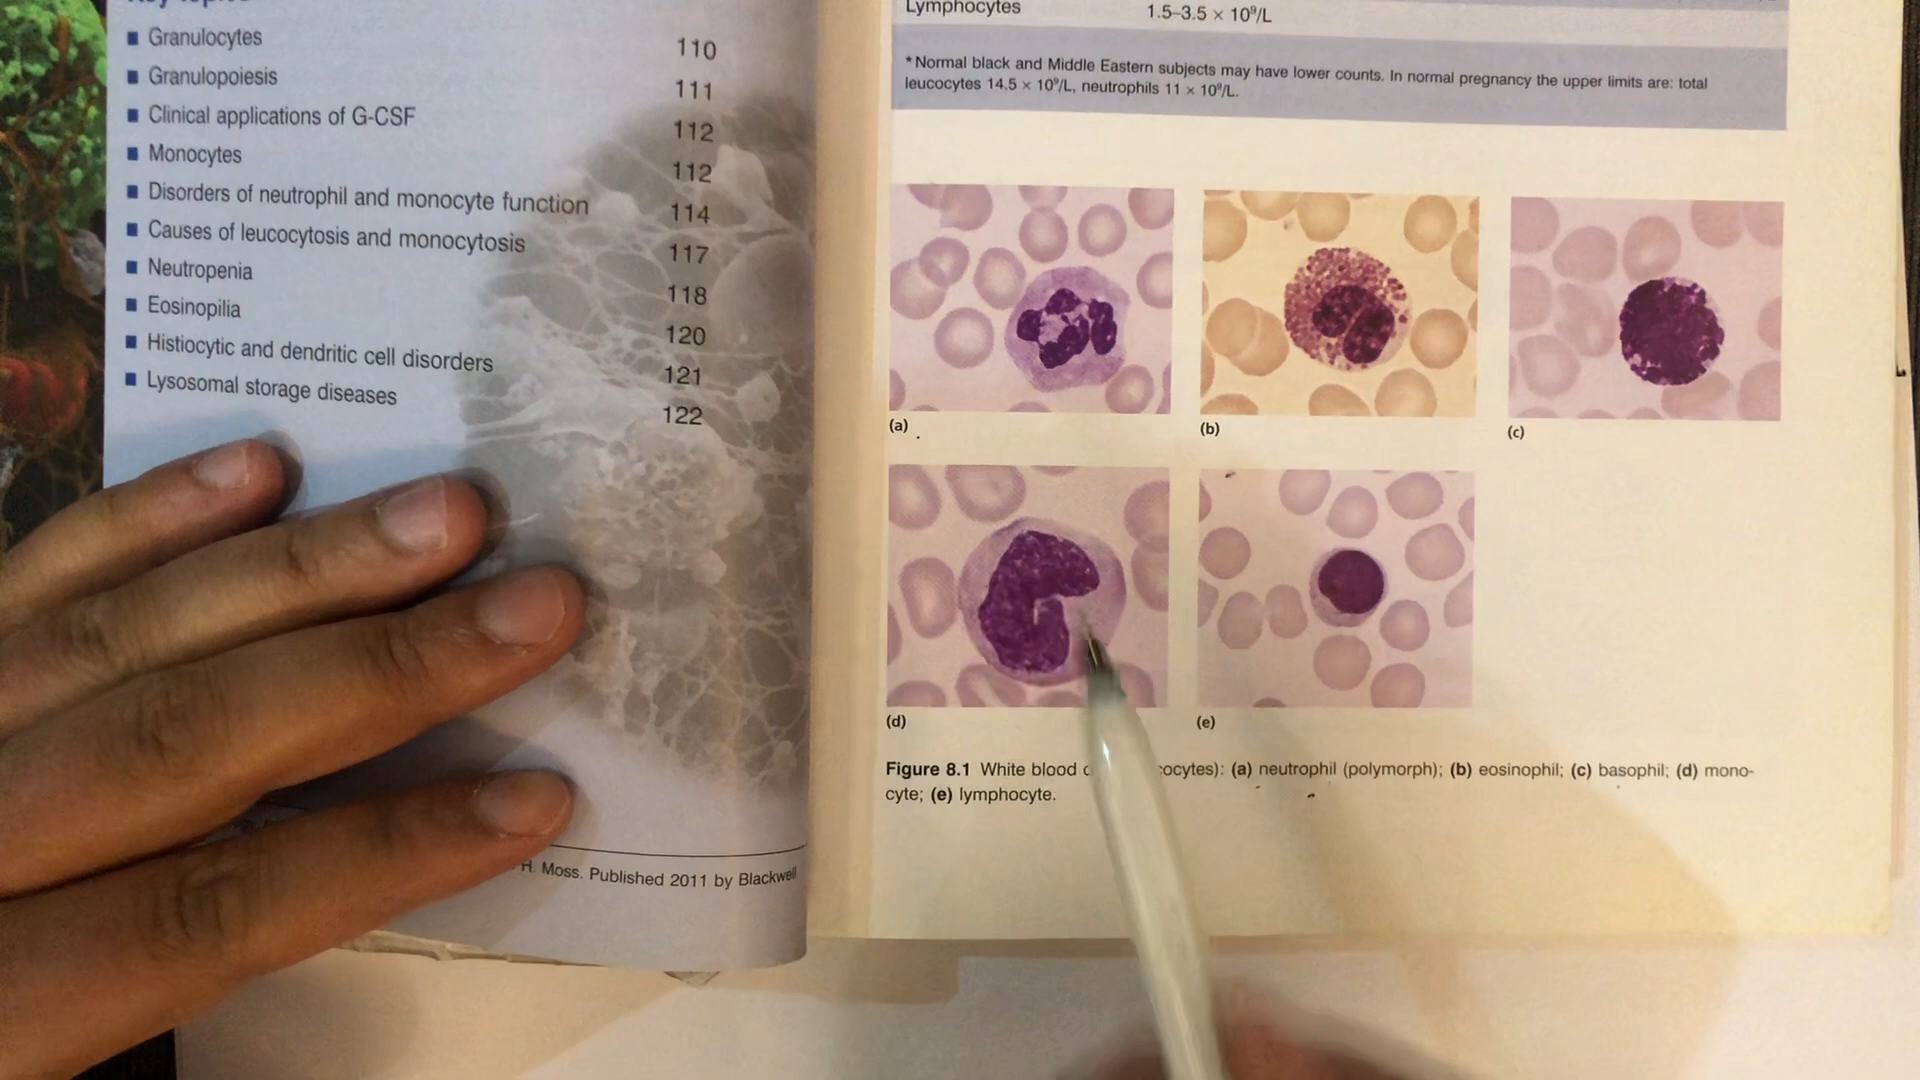 Granulocytes 110
Granulopoiesis 111
Clinical applications of G-CSF 112
Monocytes 112
Disorders of neutrophil and monocyte function 114
Causes of leucocytosis and monocytosis 117
Neutropenia 118
Eosinopilia 120
Histiocytic and dendritic cell disorders 121
Lysosomal storage diseases 122
H. Moss. Published 2011 by Blackwell
Lymphocytes 1.5–3.5 × 10⁹/L
*Normal black and Middle Eastern subjects may have lower counts. In normal pregnancy the upper limits are: total
leucocytes 14.5 × 10⁹/L, neutrophils 11 × 10⁹/L.
(a) (b) (c)
(d) (e)
Figure 8.1 White blood ocytes): (a) neutrophil (polymorph); (b) eosinophil; (c) basophil; (d) mono-
cyte; (e) lymphocyte.